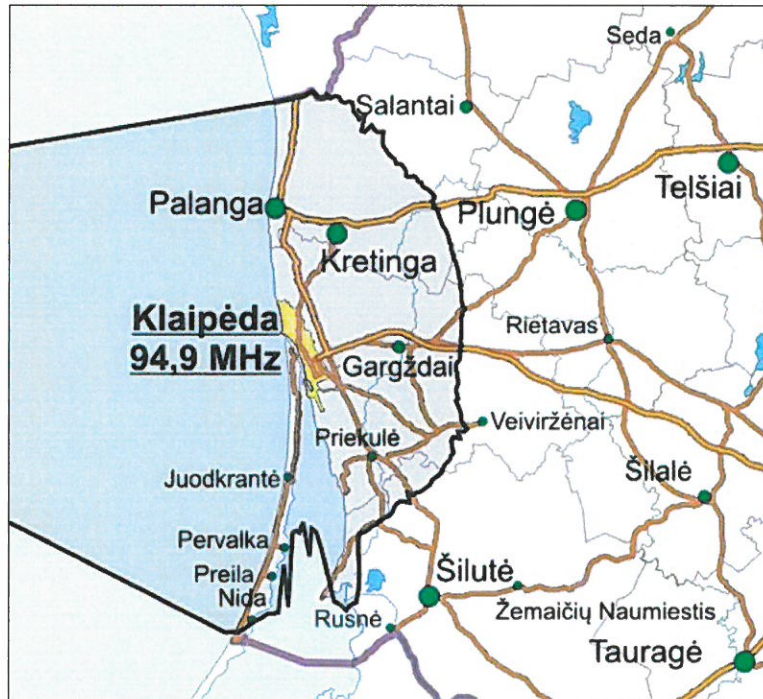 Seda
Salantai
Telšiai
Palanga
Plungė
Kretinga
Klaipėda
94,9 MHz
Rietavas
Gargždai
Veiviržėnai
Priekulė
Juodkrantė
Šilalė
Pervalka
Preila
Nida
Šilutė
Rusnė
Žemaičių Naumiestis
Tauragė